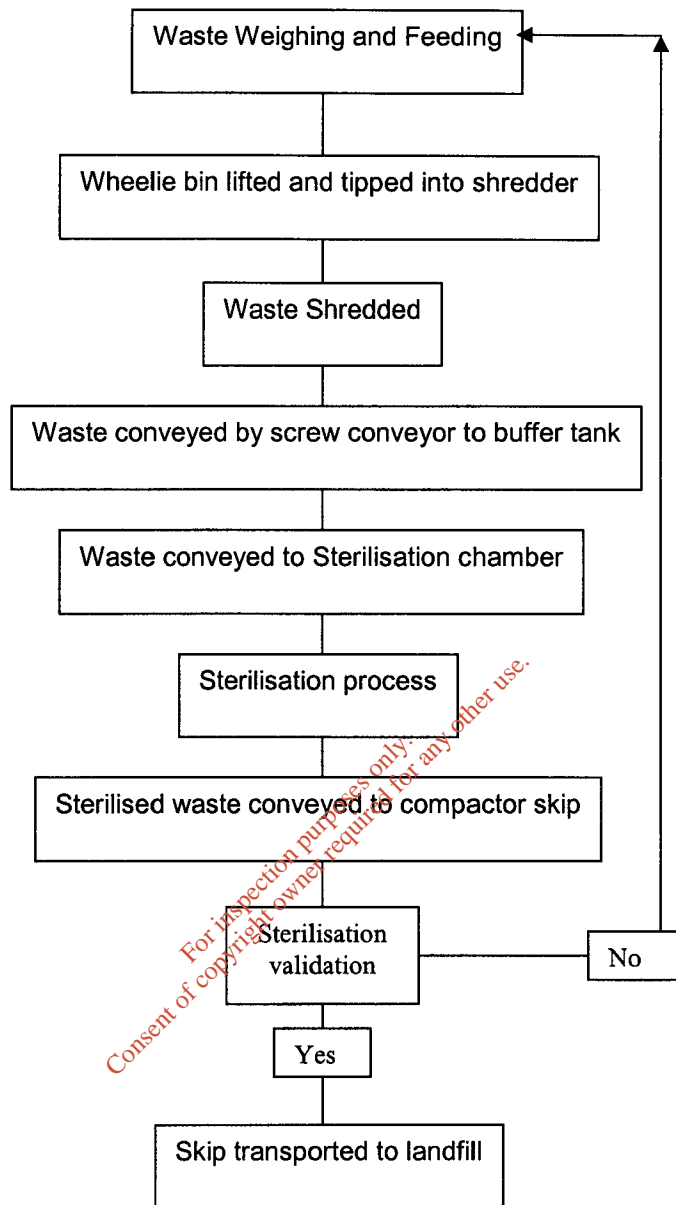 Waste Weighing and Feeding
Wheelie bin lifted and tipped into shredder
Waste Shredded
Waste conveyed by screw conveyor to buffer tank
Waste conveyed to Sterilisation chamber
Sterilisation process
Sterilised waste conveyed to compactor skip
Sterilisation
validation
No
Yes
Skip transported to landfill
For inspection purposes only.
Consent of copyright owner required for any other use.